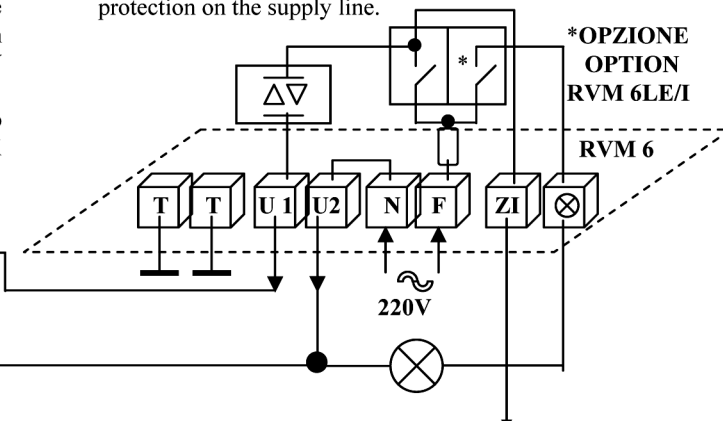 protection on the supply line.
*OPZIONE
OPTION
RVM 6LE/I
*
RVM 6
T T U 1 U2 N F ZI
220V